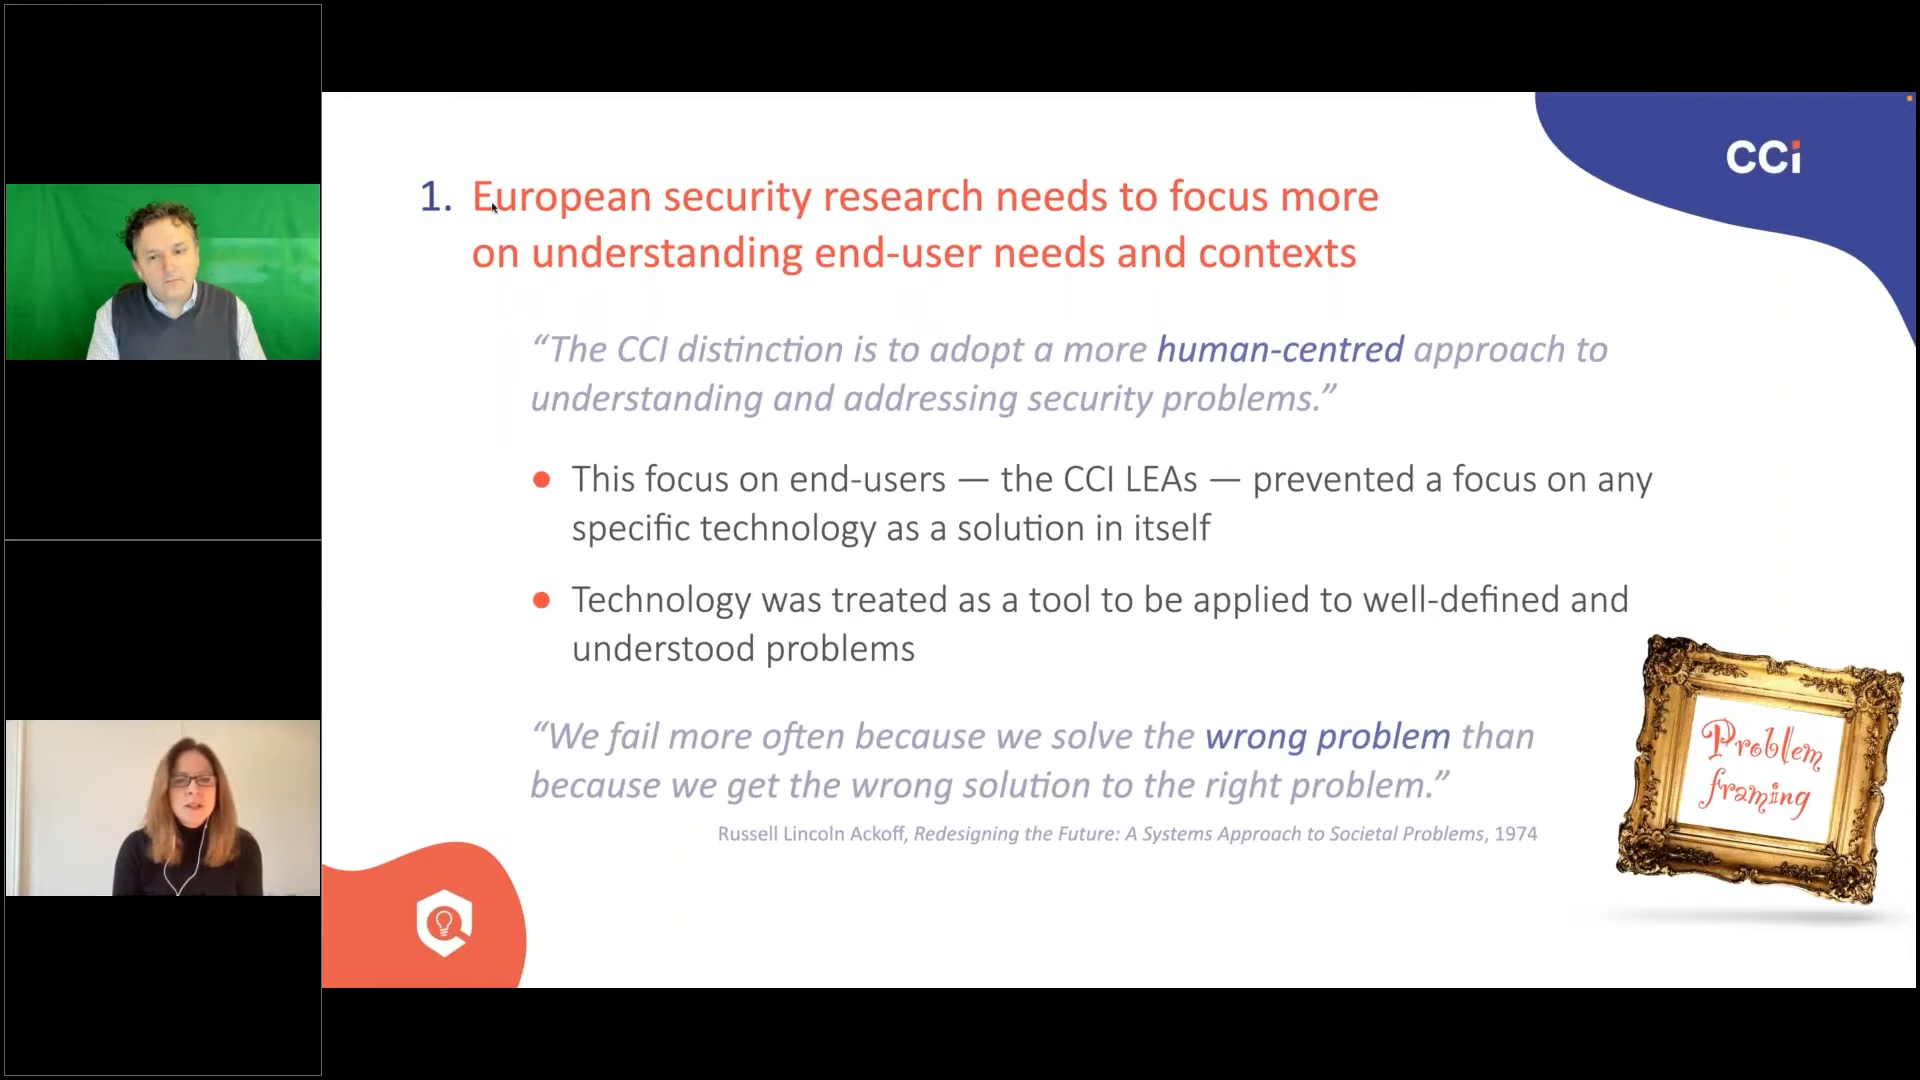 CCi
1. European security research needs to focus more
on understanding end-user needs and contexts
“The CCI distinction is to adopt a more human-centred approach to
understanding and addressing security problems.”
● This focus on end-users — the CCI LEAs — prevented a focus on any
specific technology as a solution in itself
● Technology was treated as a tool to be applied to well-defined and
understood problems
“We fail more often because we solve the wrong problem than
because we get the wrong solution to the right problem.”
Russell Lincoln Ackoff, Redesigning the Future: A Systems Approach to Societal Problems, 1974
Problem
framing